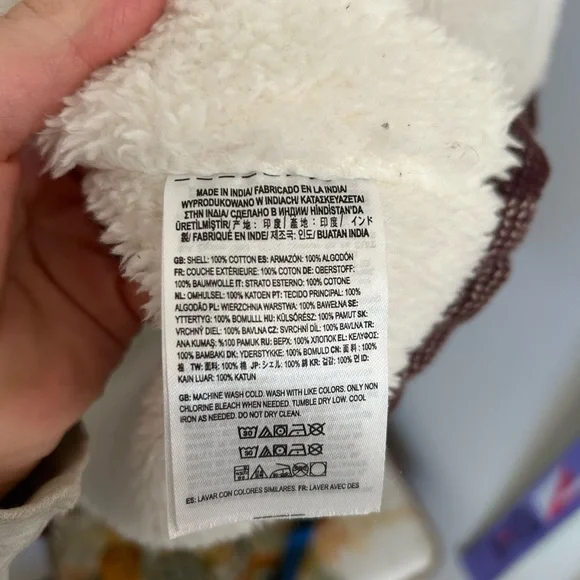 MADE IN INDIA/ FABRICADO EN LA INDIA/
WYPRODUKOWANO W INDIACH/ ΚΑΤΑΣΚΕΥΑΖΕΤΑΙ
ΣΤΗΝ ΙΝΔΙΑ/ СДЕЛАНО В ИНДИИ/ HİNDİSTAN'DA
ÜRETİLMİŞTİR/ 产 地 : 印度 / 產 地 : 印度 / インド
製/ FABRIQUÉ EN INDE/ 제조국: 인도/ BUATAN INDIA
GB: SHELL: 100% COTTON ES: ARMAZÓN: 100% ALGODÓN
FR: COUCHE EXTÉRIEURE: 100% COTON DE: OBERSTOFF:
100% BAUMWOLLE IT: STRATO ESTERNO: 100% COTONE
NL: OMHULSEL: 100% KATOEN PT: TECIDO PRINCIPAL: 100%
ALGODÃO PL: WIERZCHNIA WARSTWA: 100% BAWEŁNA SE:
YTTERTYG: 100% BOMULL HU: KÜLSŐRÉSZ: 100% PAMUT SK:
VRCHNÝ DIEL: 100% BAVLNA CZ: SVRCHNÍ DÍL: 100% BAVLNA TR:
ANA KUMAŞ: %100 PAMUK RU: ВЕРХ: 100% ХЛОПОК EL: ΚΕΛΥΦΟΣ:
100% ΒΑΜΒΑΚΙ DK: YDERSTYKKE: 100% BOMULD CN: 面 料 : 100%
棉 TW: 面料: 100% 棉 JP: シェル: 100% 綿 KR: 겉감: 100% 면 ID:
KAIN LUAR: 100% KATUN
GB: MACHINE WASH COLD. WASH WITH LIKE COLORS. ONLY NON
CHLORINE BLEACH WHEN NEEDED. TUMBLE DRY LOW. COOL
IRON AS NEEDED. DO NOT DRY CLEAN.
30
30
ES: LAVAR CON COLORES SIMILARES. FR: LAVER AVEC DES